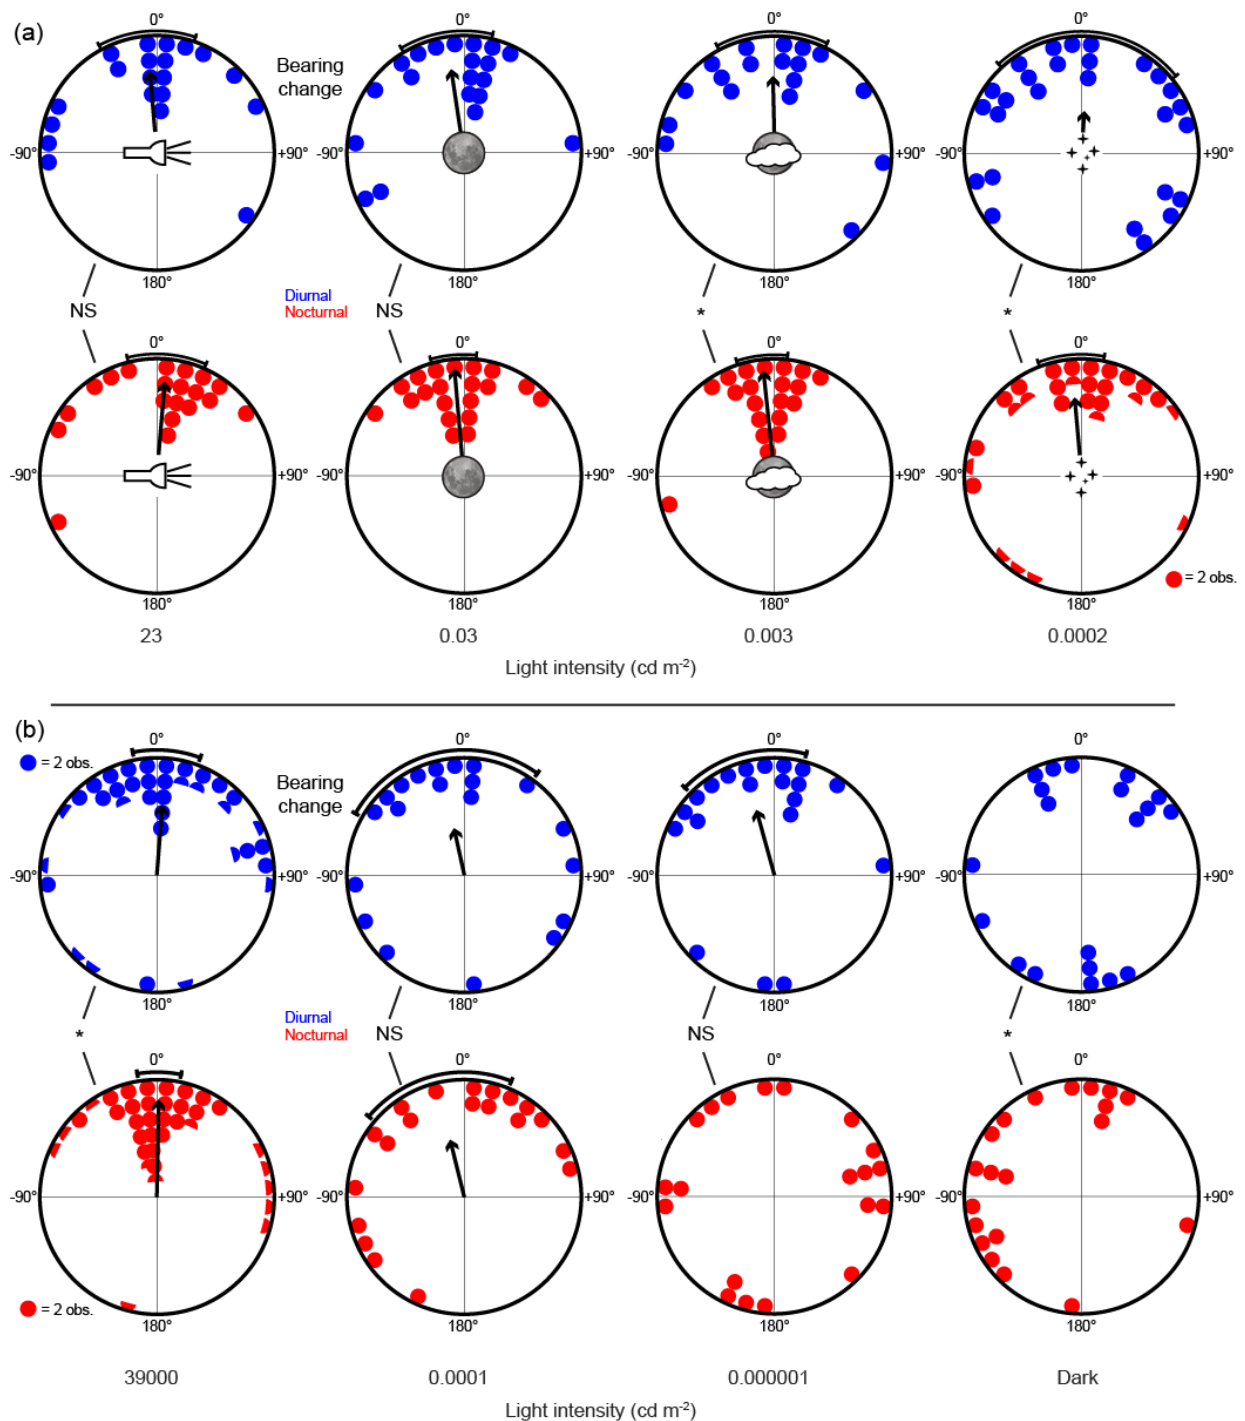 (a)
0° 0° 0° 0°
Bearing
change
-90° +90° -90° +90° -90° +90° -90° +90°
180° 180° 180° 180°
NS Diurnal NS * *
Nocturnal
0° 0° 0° 0°
-90° +90° -90° +90° -90° +90° -90° +90°
= 2 obs.
180° 180° 180° 180°
23 0.03 0.003 0.0002
Light intensity (cd m⁻²)
(b)
0° 0° 0° 0°
= 2 obs.
Bearing
change
-90° +90° -90° +90° -90° +90° -90° +90°
180° 180° 180° 180°
* Diurnal NS NS *
Nocturnal
0° 0° 0° 0°
-90° +90° -90° +90° -90° +90° -90° +90°
= 2 obs.
180° 180° 180° 180°
39000 0.0001 0.000001 Dark
Light intensity (cd m⁻²)